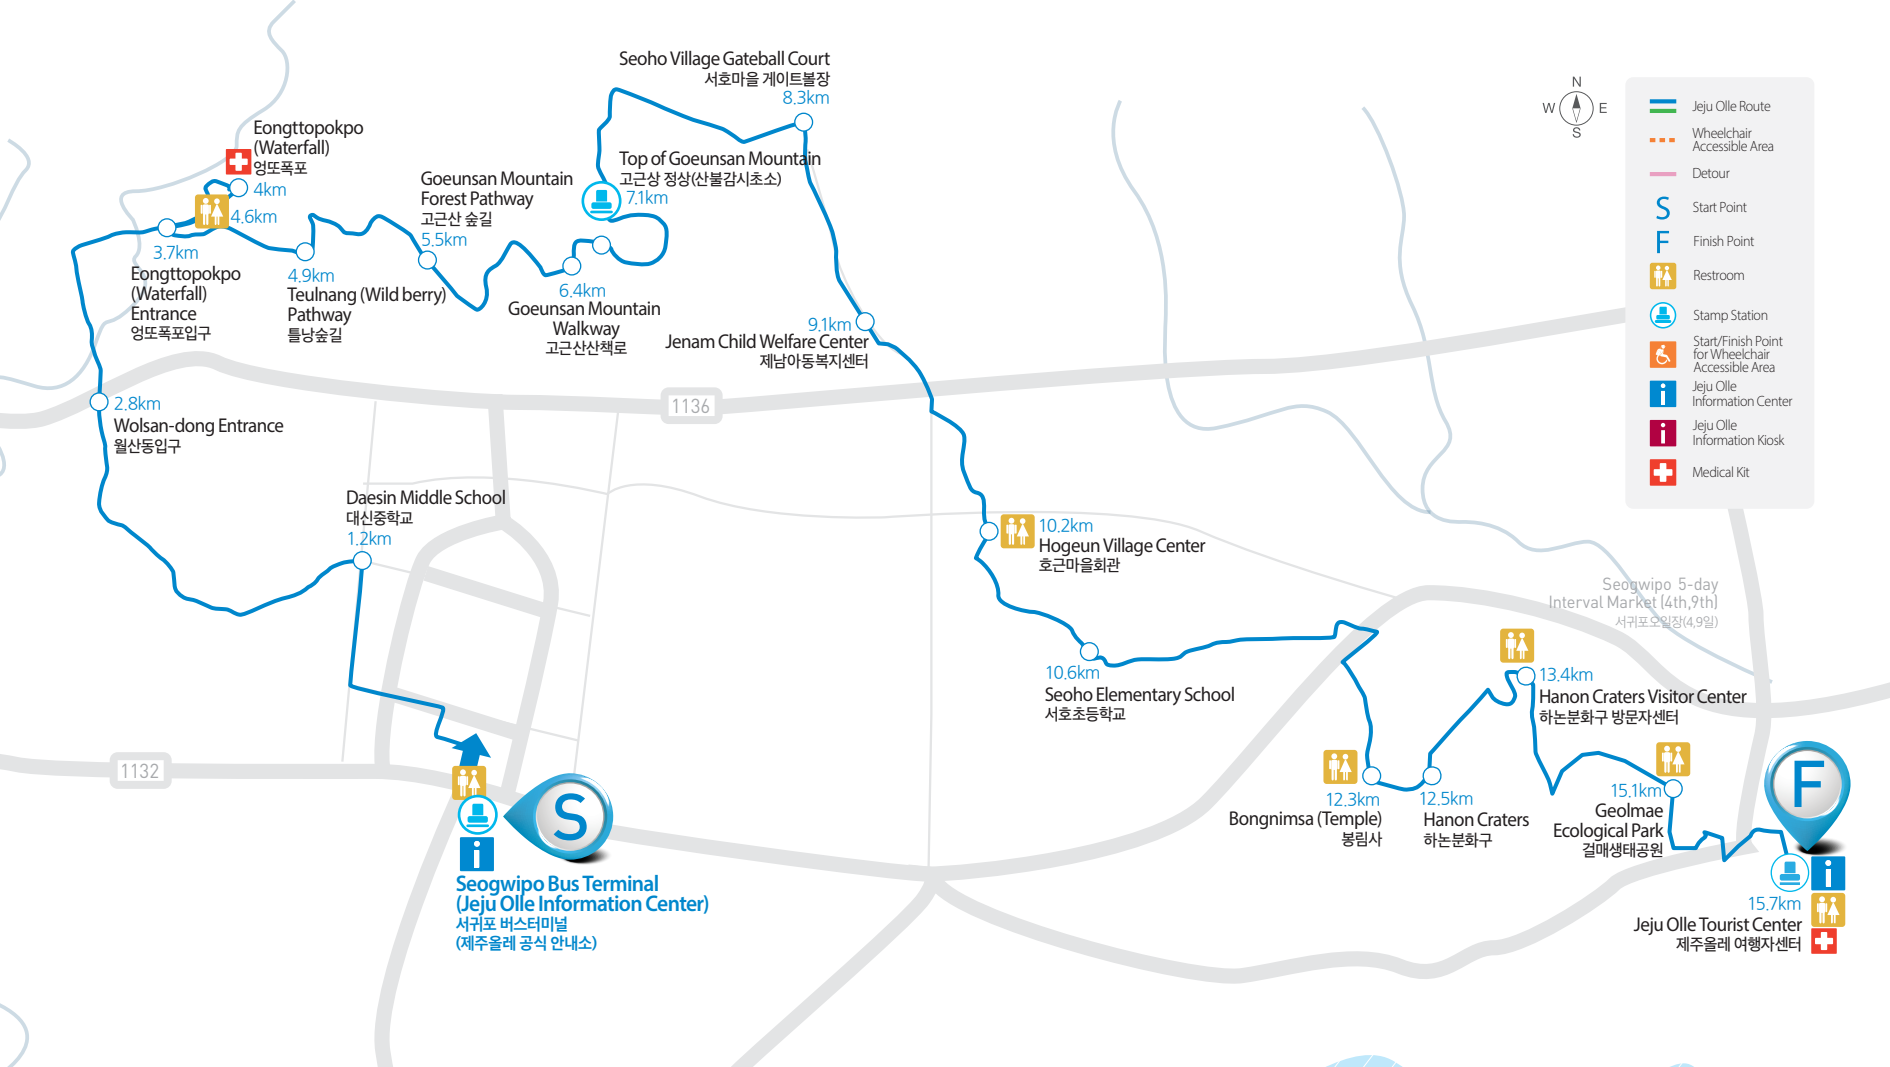 Seoho Village Gateball Court
서호마을 게이트볼장
8.3km
Eongttopokpo
(Waterfall)
엉또폭포
4km
4.6km
3.7km
Eongttopokpo
(Waterfall)
Entrance
엉또폭포입구
4.9km
Teulnang (Wild berry)
Pathway
틀낭숲길
Goeunsan Mountain
Forest Pathway
고근산 숲길
5.5km
Top of Goeunsan Mountain
고근상 정상(산불감시초소)
7.1km
6.4km
Goeunsan Mountain
Walkway
고근산산책로
9.1km
Jenam Child Welfare Center
제남아동복지센터
2.8km
Wolsan-dong Entrance
월산동입구
1136
Daesin Middle School
대신중학교
1.2km
10.2km
Hogeun Village Center
호근마을회관
10.6km
Seoho Elementary School
서호초등학교
Seogwipo 5-day
Interval Market (4th,9th)
서귀포오일장(4,9일)
13.4km
Hanon Craters Visitor Center
하논분화구 방문자센터
12.3km
Bongnimsa (Temple)
봉림사
12.5km
Hanon Craters
하논분화구
15.1km
Geolmae
Ecological Park
걸매생태공원
1132
S
Seogwipo Bus Terminal
(Jeju Olle Information Center)
서귀포 버스터미널
(제주올레 공식 안내소)
F
15.7km
Jeju Olle Tourist Center
제주올레 여행자센터
N
W
E
S
Jeju Olle Route
Wheelchair
Accessible Area
Detour
S
Start Point
F
Finish Point
Restroom
Stamp Station
Start/Finish Point
for Wheelchair
Accessible Area
Jeju Olle
Information Center
Jeju Olle
Information Kiosk
Medical Kit